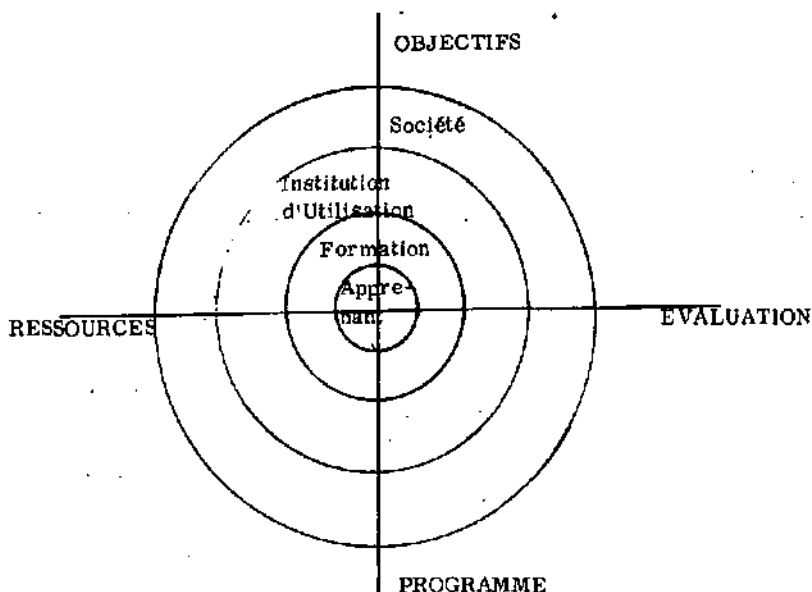 OBJECTIFS
Société
Institution
d'Utilisation
Formation
Appre-
nant
RESSOURCES
EVALUATION
PROGRAMME